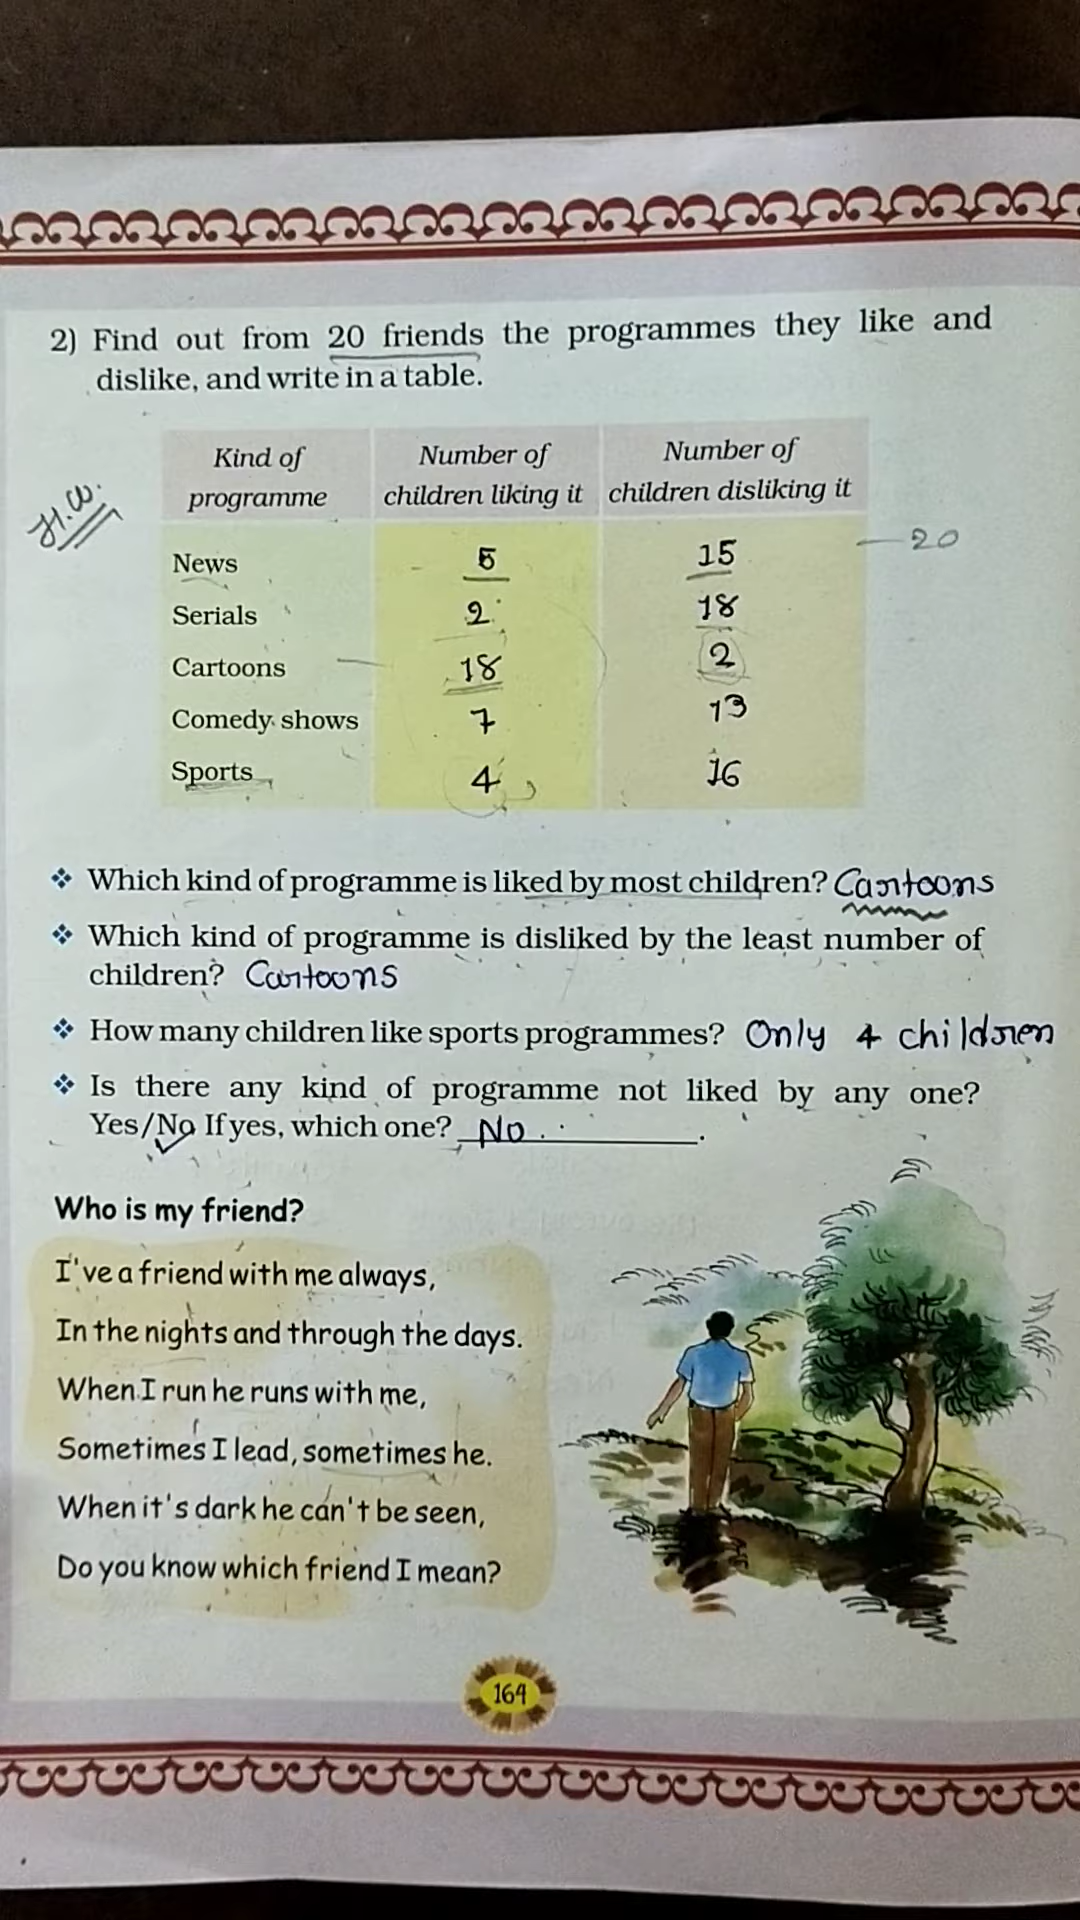 2) Find out from 20 friends the programmes they like and
dislike, and write in a table.
H.W.
Kind of programme Number of children liking it Number of children disliking it
News 5 15 — 20
Serials 2 18
Cartoons 18 2
Comedy shows 7 13
Sports 4 16
❖ Which kind of programme is liked by most children? Cartoons
❖ Which kind of programme is disliked by the least number of
children? Cartoons
❖ How many children like sports programmes? Only 4 children
❖ Is there any kind of programme not liked by any one?
Yes/No If yes, which one? No.
Who is my friend?
I've a friend with me always,
In the nights and through the days.
When I run he runs with me,
Sometimes I lead, sometimes he.
When it's dark he can't be seen,
Do you know which friend I mean?
164